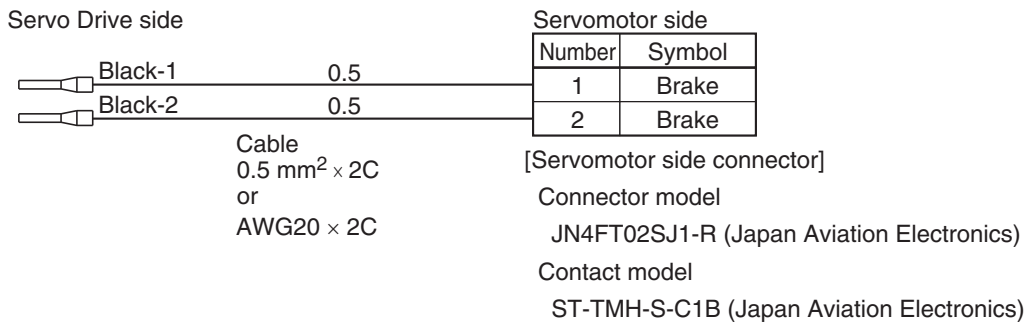 Servo Drive side
Servomotor side
Number Symbol
Black-1 0.5 1 Brake
Black-2 0.5 2 Brake
Cable
0.5 mm² × 2C
or
AWG20 × 2C
[Servomotor side connector]
Connector model
JN4FT02SJ1-R (Japan Aviation Electronics)
Contact model
ST-TMH-S-C1B (Japan Aviation Electronics)